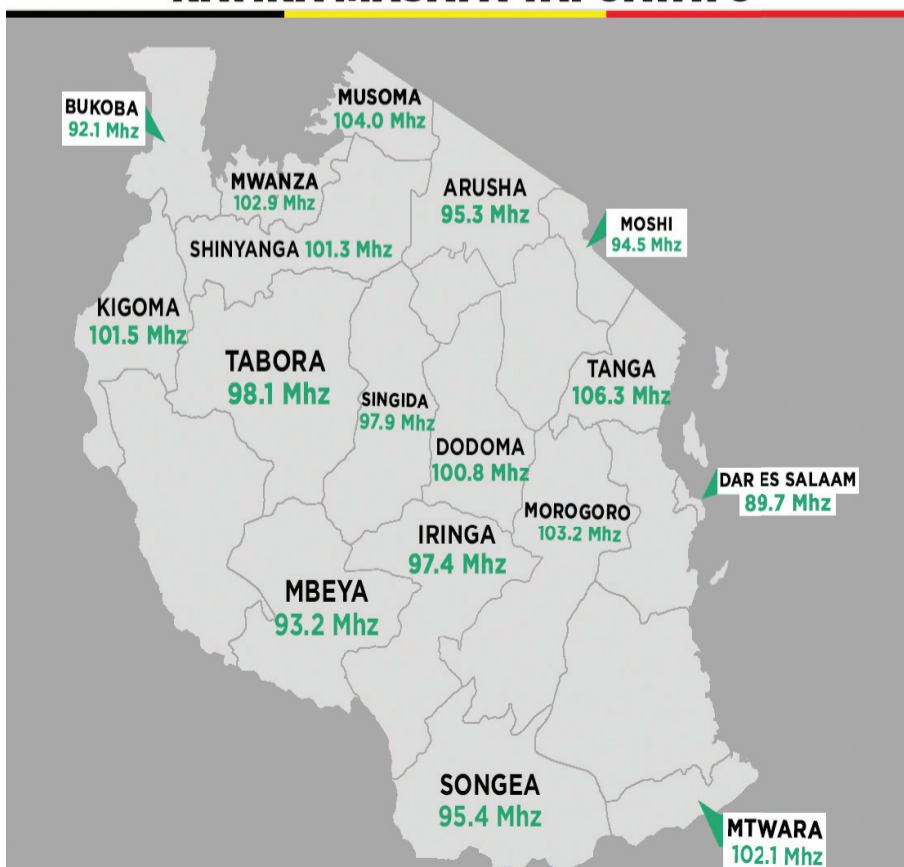 BUKOBA
92.1 Mhz
MUSOMA
104.0 Mhz
MWANZA
102.9 Mhz
ARUSHA
95.3 Mhz
MOSHI
94.5 Mhz
SHINYANGA 101.3 Mhz
KIGOMA
101.5 Mhz
TABORA
98.1 Mhz
SINGIDA
97.9 Mhz
TANGA
106.3 Mhz
DODOMA
100.8 Mhz
DAR ES SALAAM
89.7 Mhz
MOROGORO
103.2 Mhz
IRINGA
97.4 Mhz
MBEYA
93.2 Mhz
SONGEA
95.4 Mhz
MTWARA
102.1 Mhz